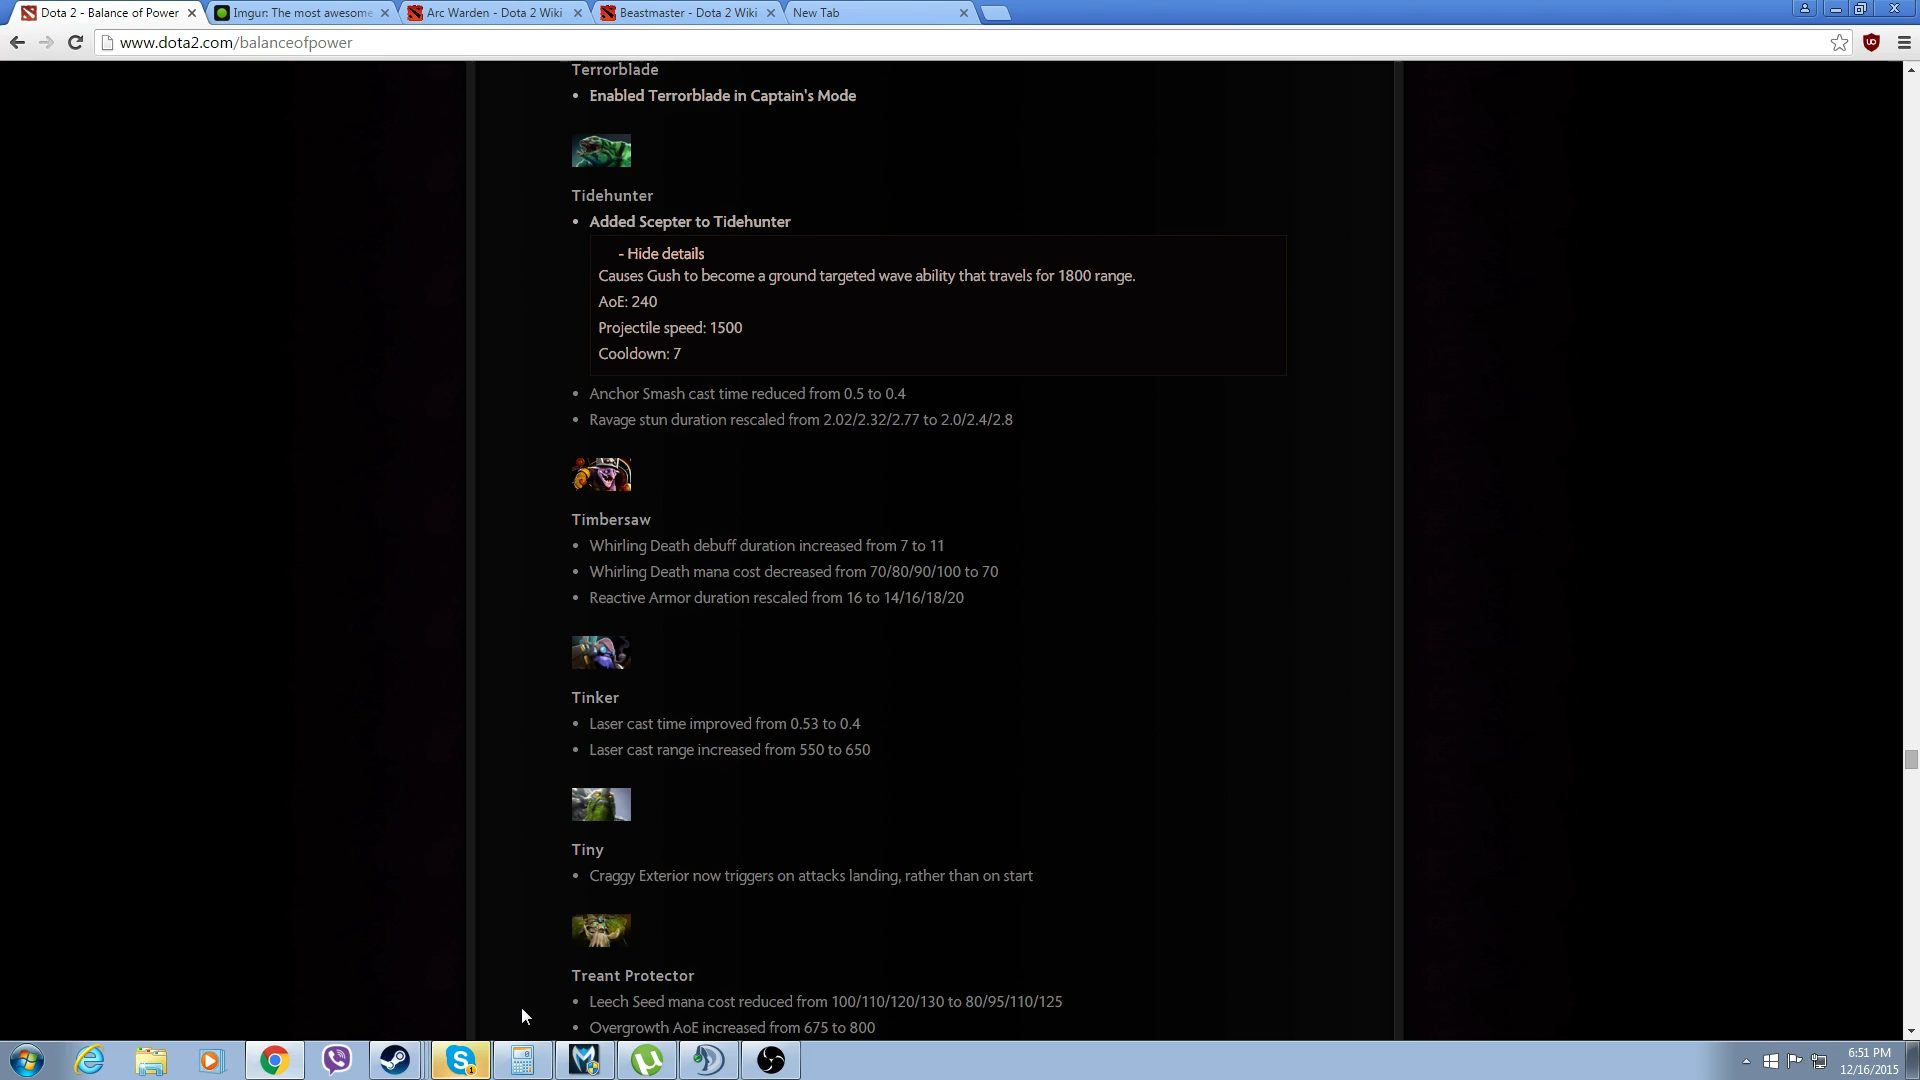 Dota 2 - Balance of Power
Imgur: The most awesome
Arc Warden - Dota 2 Wiki
Beastmaster - Dota 2 Wiki
New Tab
www.dota2.com/balanceofpower
Terrorblade
• Enabled Terrorblade in Captain's Mode
Tidehunter
• Added Scepter to Tidehunter
- Hide details
Causes Gush to become a ground targeted wave ability that travels for 1800 range.
AoE: 240
Projectile speed: 1500
Cooldown: 7
• Anchor Smash cast time reduced from 0.5 to 0.4
• Ravage stun duration rescaled from 2.02/2.32/2.77 to 2.0/2.4/2.8
Timbersaw
• Whirling Death debuff duration increased from 7 to 11
• Whirling Death mana cost decreased from 70/80/90/100 to 70
• Reactive Armor duration rescaled from 16 to 14/16/18/20
Tinker
• Laser cast time improved from 0.53 to 0.4
• Laser cast range increased from 550 to 650
Tiny
• Craggy Exterior now triggers on attacks landing, rather than on start
Treant Protector
• Leech Seed mana cost reduced from 100/110/120/130 to 80/95/110/125
• Overgrowth AoE increased from 675 to 800
6:51 PM
12/16/2015